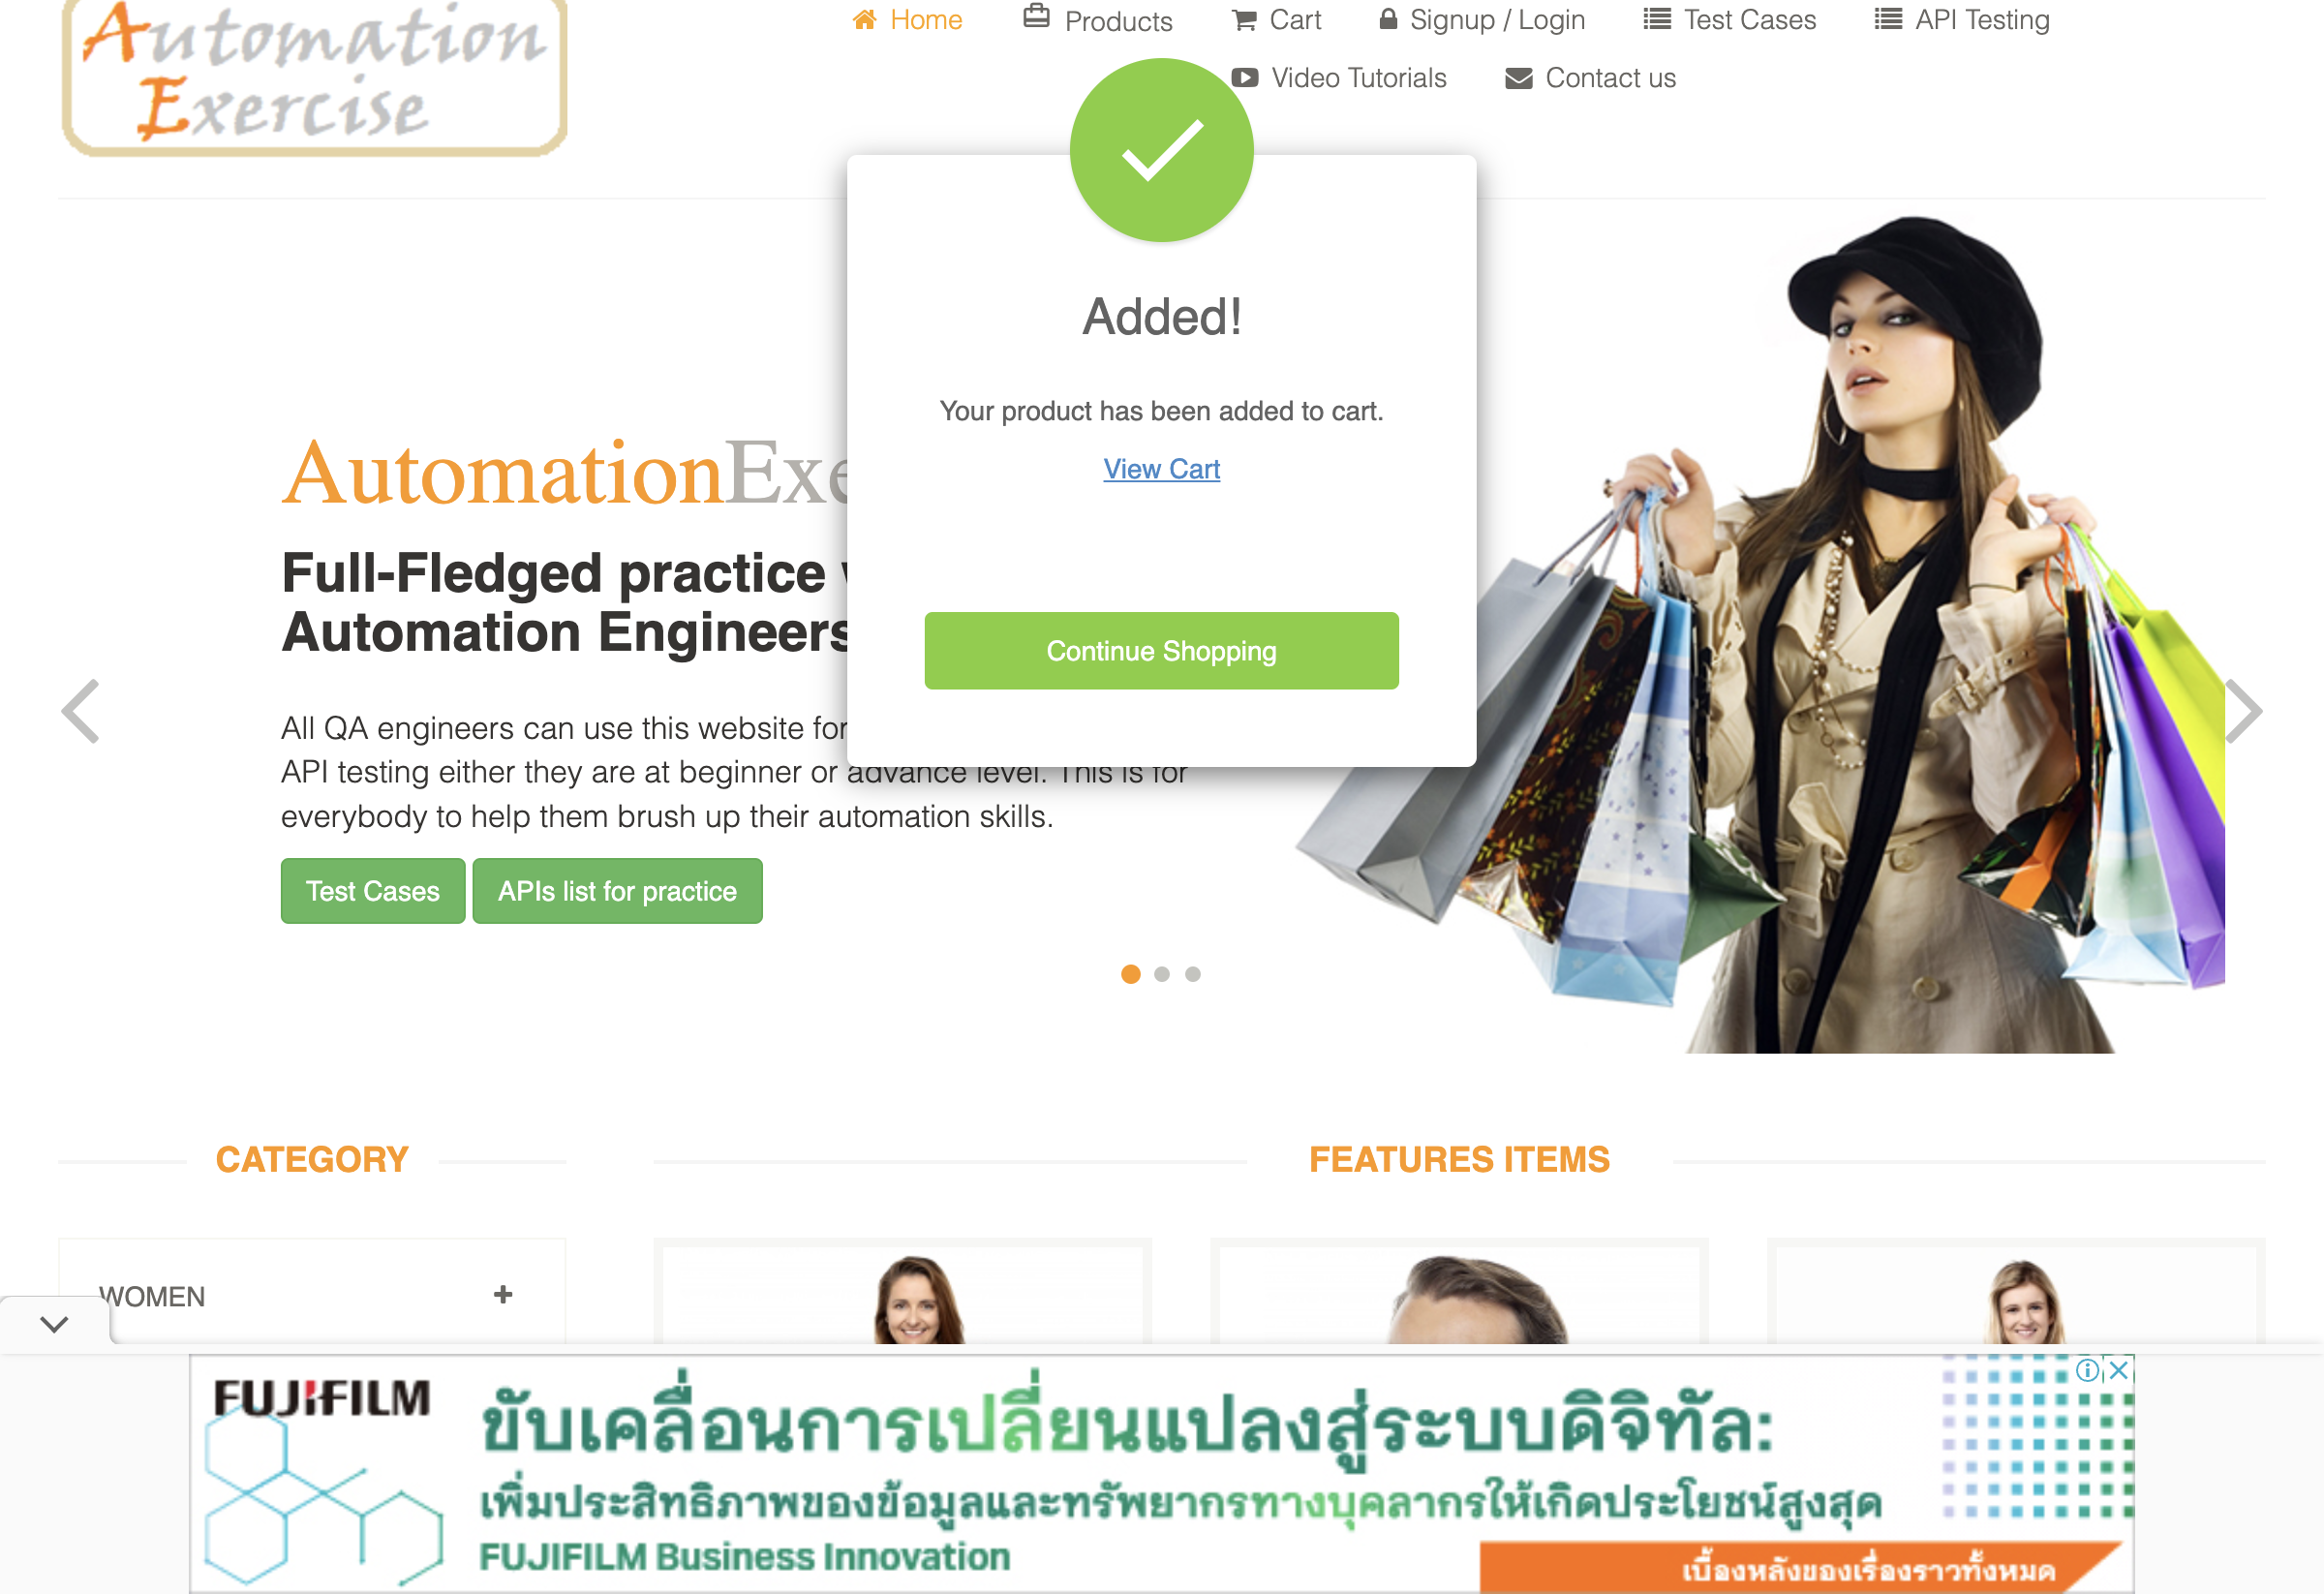 Automation
Exercise
Home
Products
Cart
Signup / Login
Test Cases
API Testing
Video Tutorials
Contact us
Added!
Your product has been added to cart.
View Cart
Continue Shopping
AutomationExe
Full-Fledged practice
Automation Engineers
All QA engineers can use this website for
API testing either they are at beginner or advance level. This is for
everybody to help them brush up their automation skills.
Test Cases
APIs list for practice
CATEGORY
FEATURES ITEMS
WOMEN
FUJIFILM
ขับเคลื่อนการเปลี่ยนแปลงสู่ระบบดิจิทัล:
เพิ่มประสิทธิภาพของข้อมูลและทรัพยากรทางบุคลากรให้เกิดประโยชน์สูงสุด
FUJIFILM Business Innovation
เบื้องหลังของเรื่องราวทั้งหมด